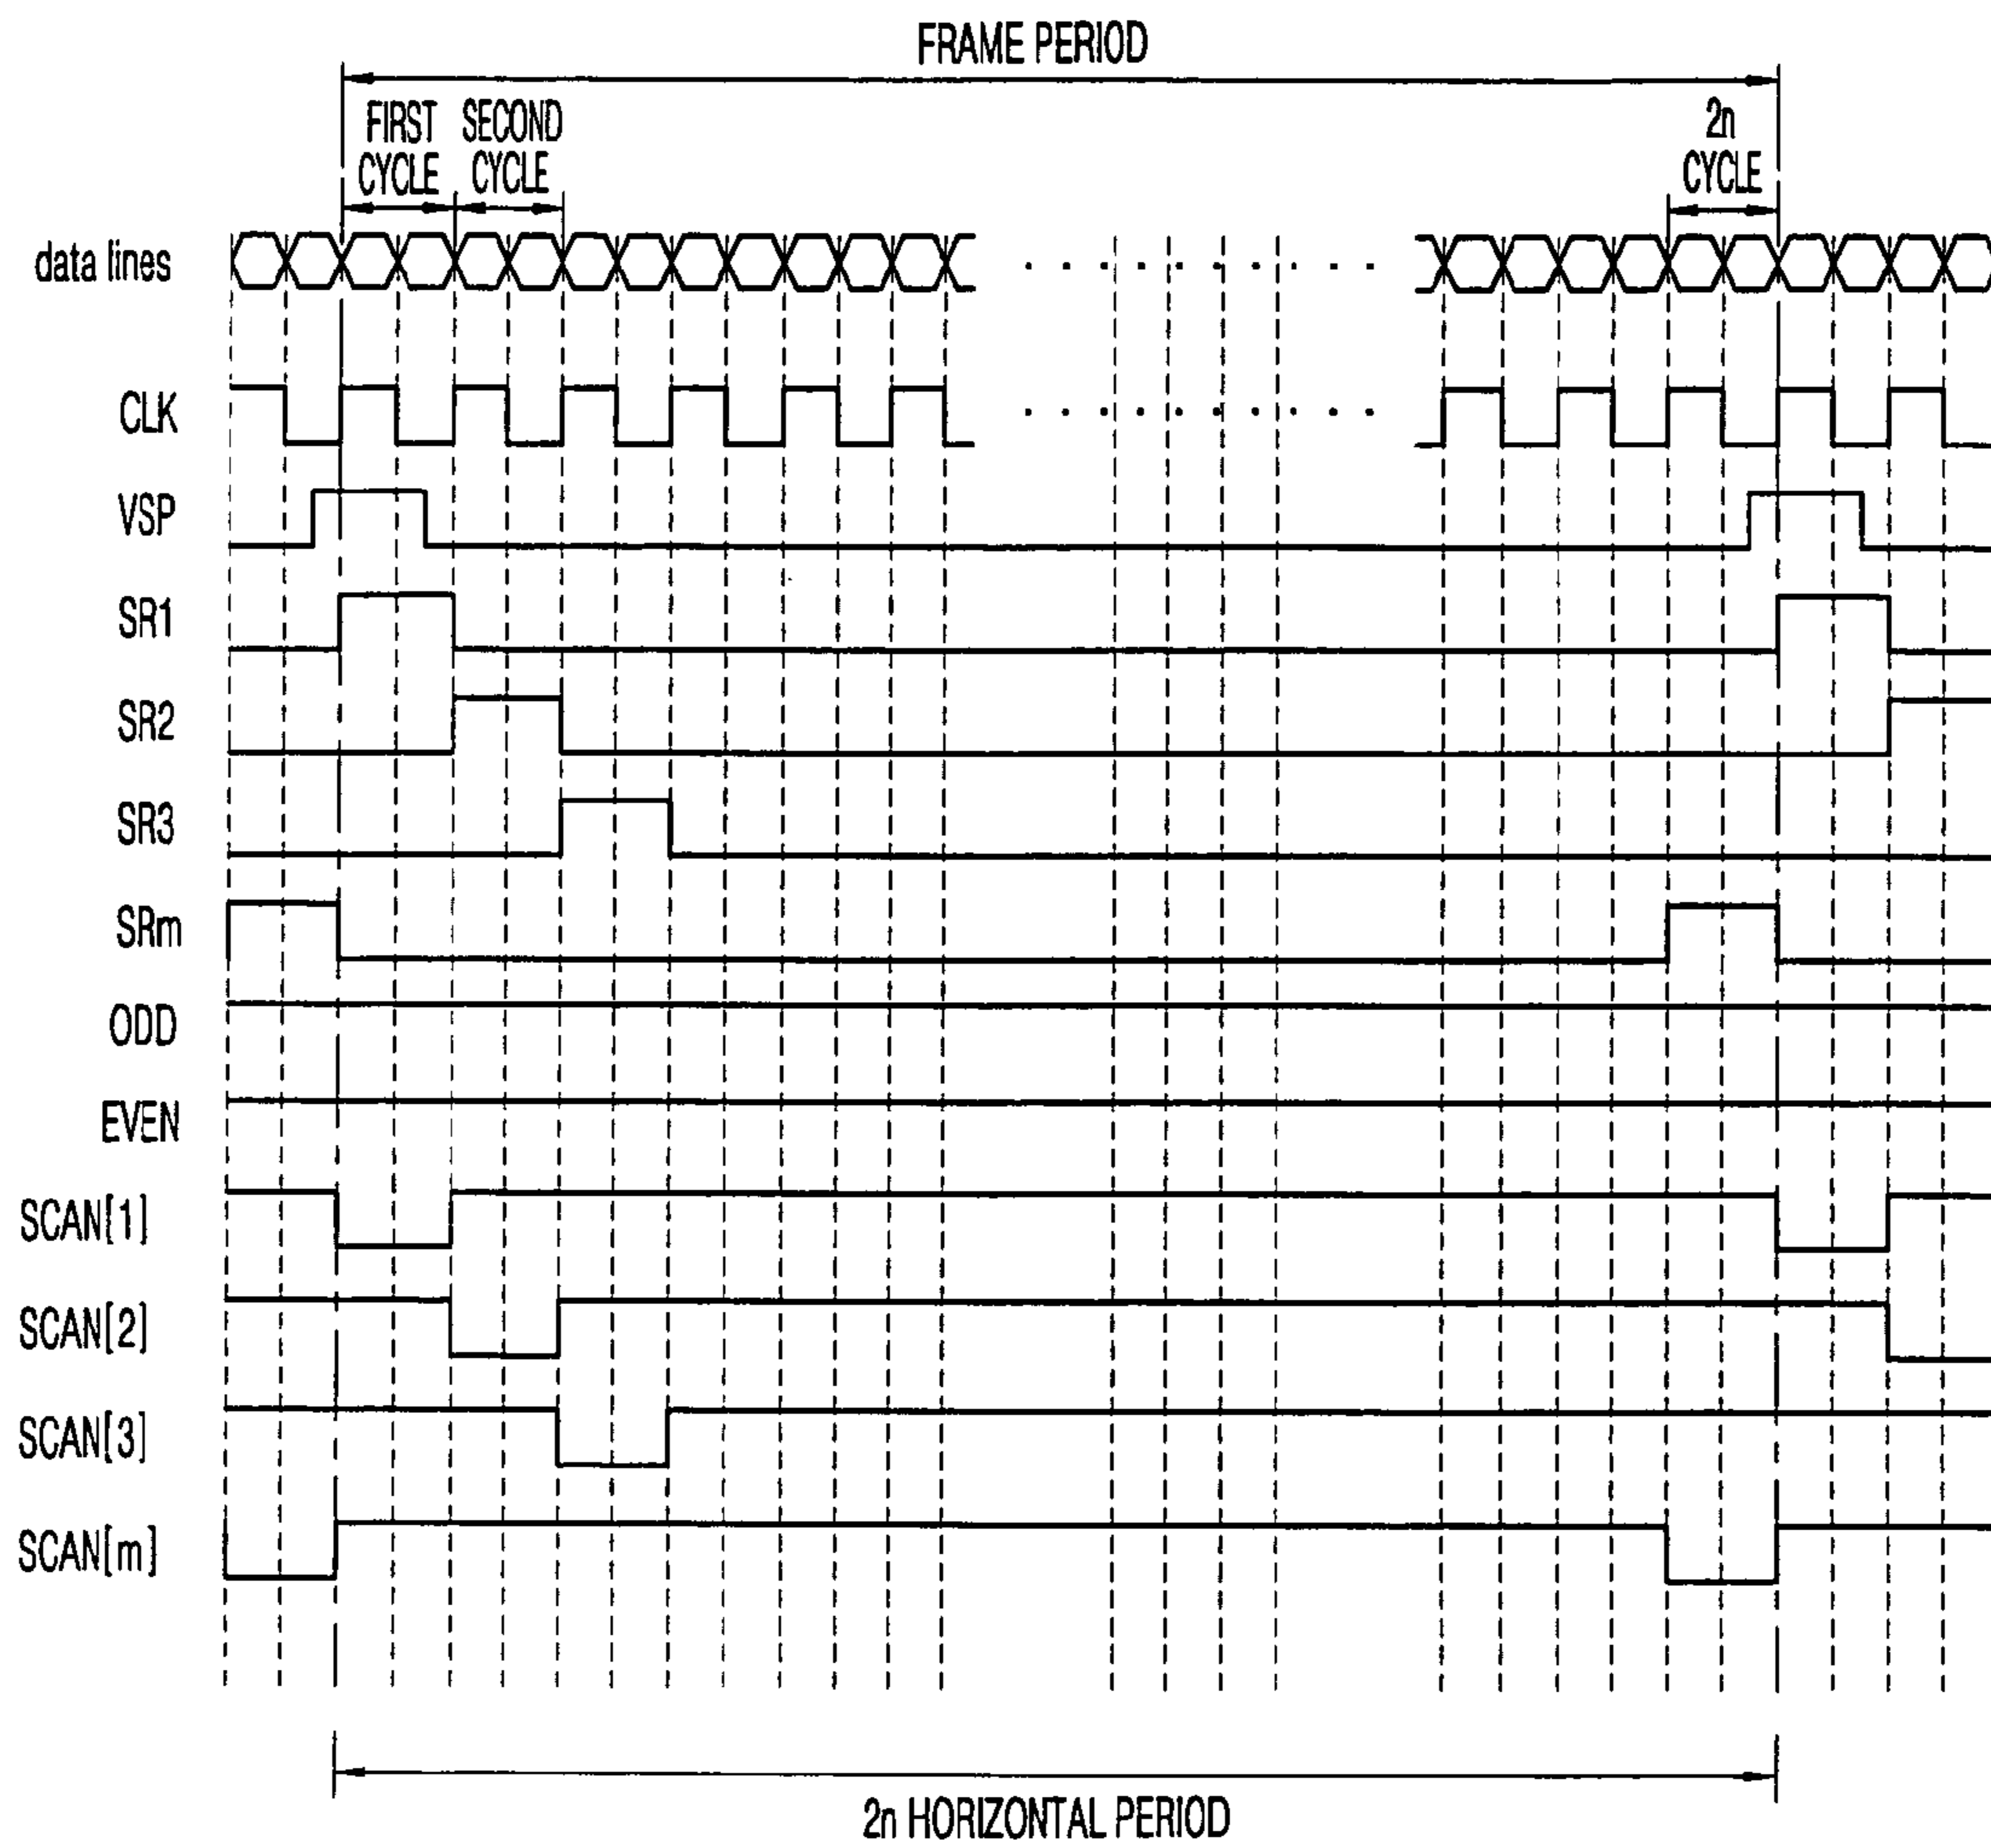 FRAME PERIOD
FIRST CYCLE
SECOND CYCLE
2n CYCLE
data lines
CLK
VSP
SR1
SR2
SR3
SRm
ODD
EVEN
SCAN[1]
SCAN[2]
SCAN[3]
SCAN[m]
2n HORIZONTAL PERIOD